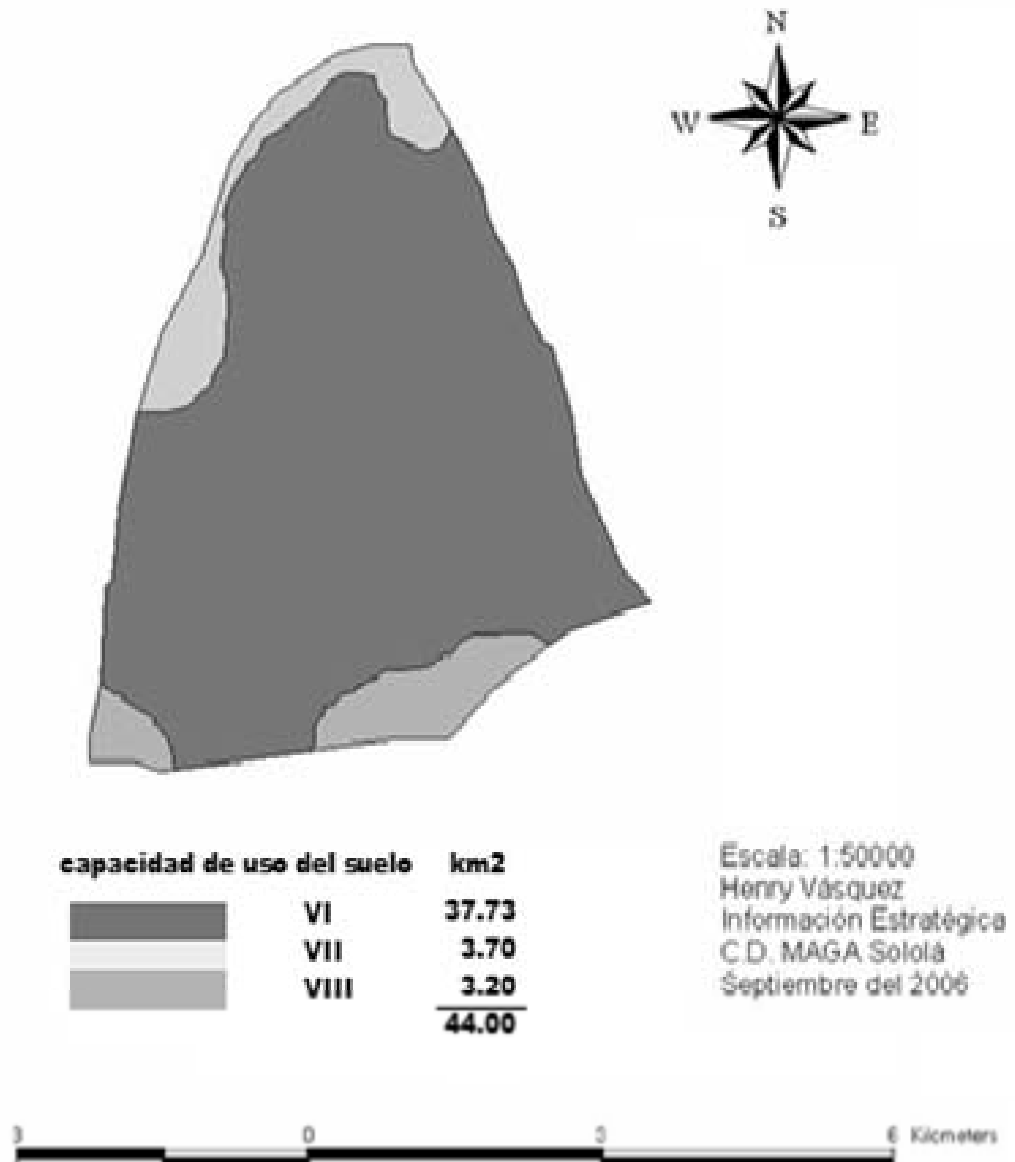 N
W E
S
capacidad de uso del suelo km2
VI 37.73
VII 3.70
VIII 3.20
44.00
Escala: 1:50000
Henry Vásquez
Información Estratégica
C.D. MAGA Sololá
Septiembre del 2006
3 0 3 6 Kilometers